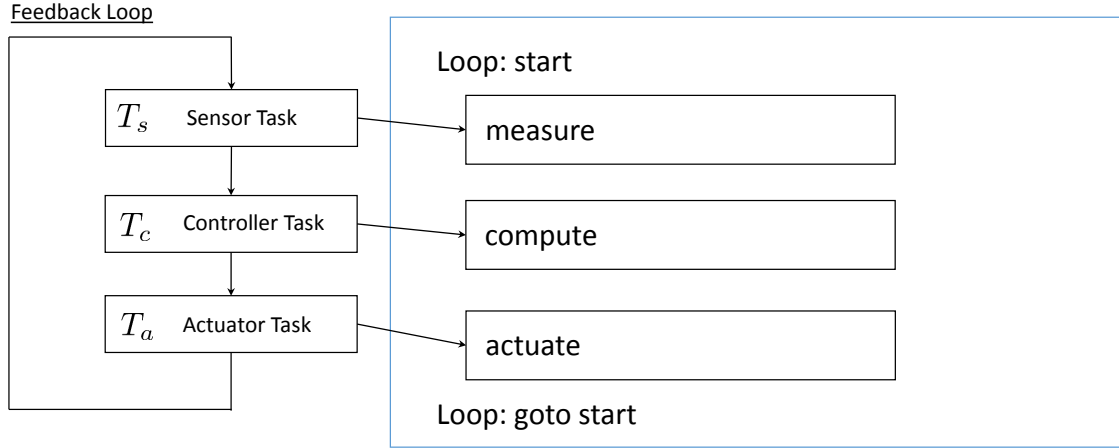 Feedback Loop
Loop: start
T_s Sensor Task
measure
T_c Controller Task
compute
T_a Actuator Task
actuate
Loop: goto start